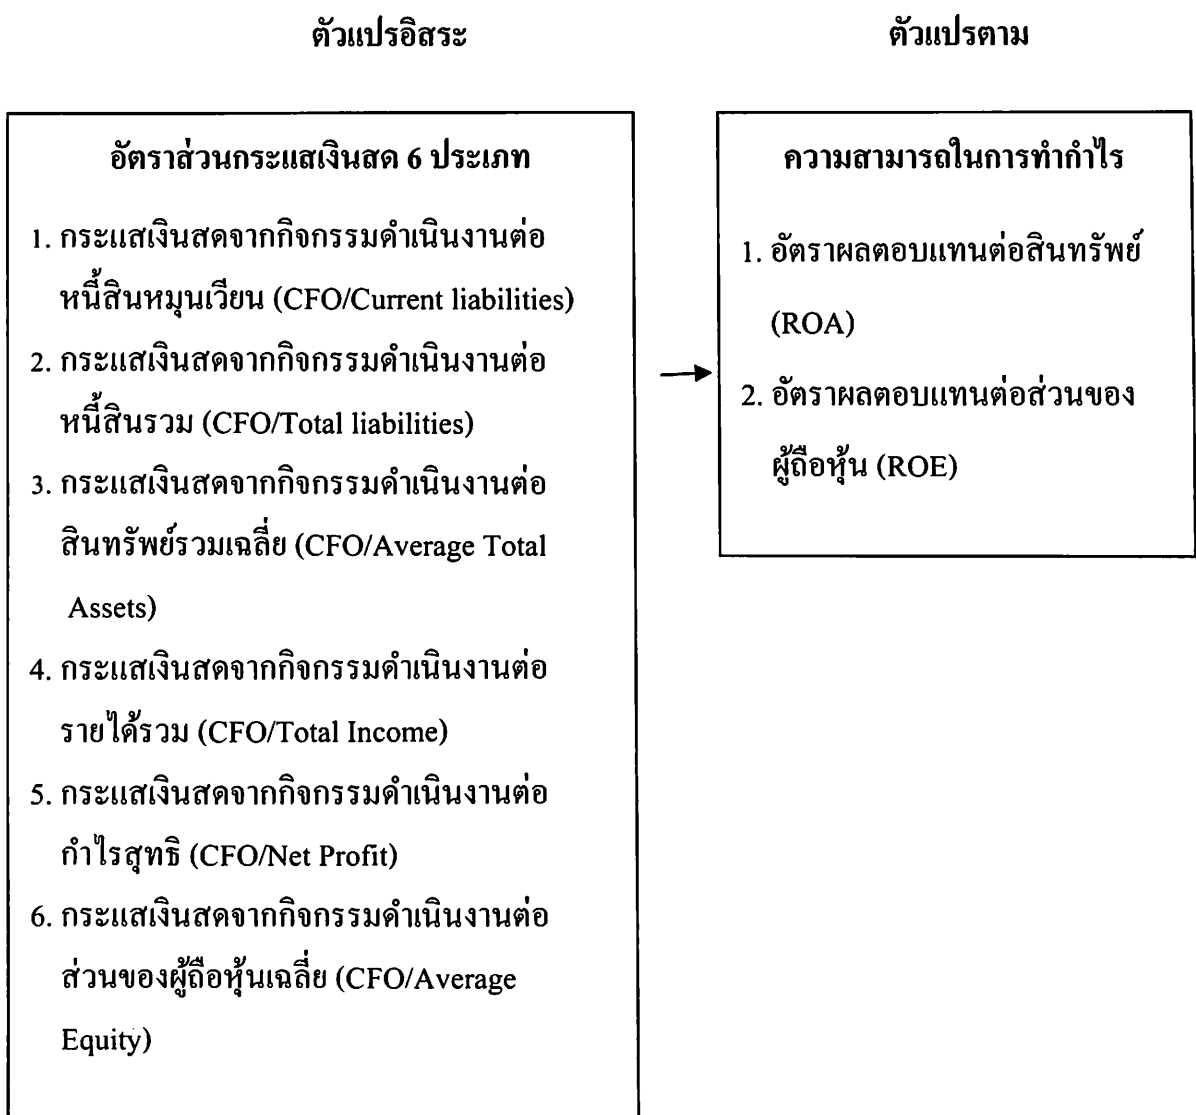 ตัวแปรอิสระ
ตัวแปรตาม
อัตราส่วนกระแสเงินสด 6 ประเภท
1. กระแสเงินสดจากกิจกรรมดำเนินงานต่อ
หนี้สินหมุนเวียน (CFO/Current liabilities)
2. กระแสเงินสดจากกิจกรรมดำเนินงานต่อ
หนี้สินรวม (CFO/Total liabilities)
3. กระแสเงินสดจากกิจกรรมดำเนินงานต่อ
สินทรัพย์รวมเฉลี่ย (CFO/Average Total
Assets)
4. กระแสเงินสดจากกิจกรรมดำเนินงานต่อ
รายได้รวม (CFO/Total Income)
5. กระแสเงินสดจากกิจกรรมดำเนินงานต่อ
กำไรสุทธิ (CFO/Net Profit)
6. กระแสเงินสดจากกิจกรรมดำเนินงานต่อ
ส่วนของผู้ถือหุ้นเฉลี่ย (CFO/Average
Equity)
ความสามารถในการทำกำไร
1. อัตราผลตอบแทนต่อสินทรัพย์
(ROA)
2. อัตราผลตอบแทนต่อส่วนของ
ผู้ถือหุ้น (ROE)